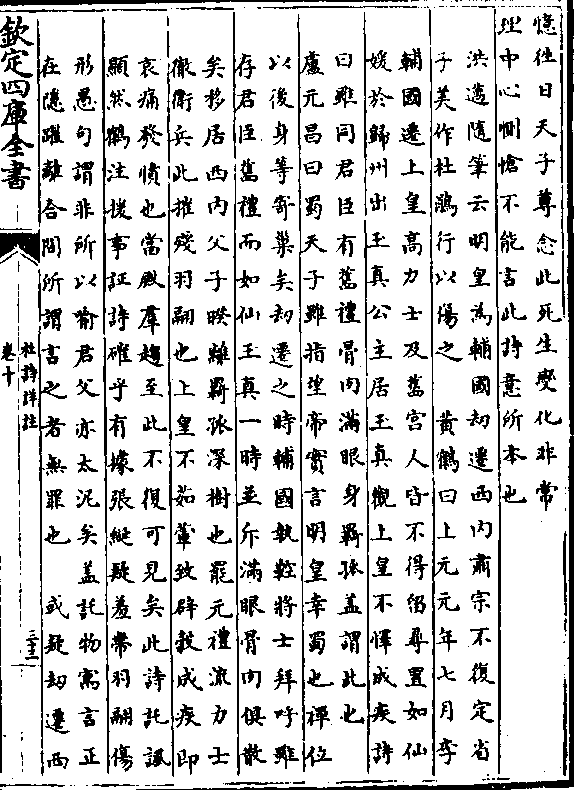 憶徃日天子尊念此死生變化非常
理中心惻愴不能言此詩意所本也
洪邁隨筆云明皇為輔國刼遷西内肅宗不復定省
子美作杜鵑行以傷之　黄鶴曰上元元年七月李
輔國遷上皇高力士及舊宫人皆不得留尋置如仙
媛於歸州出玉真公主居玉真觀上皇不懌成疾詩
曰雖同君臣有舊禮骨肉滿眼身羇孤盖謂此也
盧元昌曰蜀天子雖指望帝實言明皇幸蜀也禪位
以後身等寄巢矣刼遷之時輔國執鞚將士拜呼雖
存君臣舊禮而如仙玉真一時並斥滿眼骨肉俱散
矣移居西内父子睽離羇孤深樹也罷元禮流力士
徹衛兵此摧殘羽翮也上皇不茹葷致辟穀成疾即
哀痛發憤也當殿羣趨至此不復可見矣此詩託諷
顯然鶴注援事証詩確乎有據張綖疑羞帶羽翮傷
形愚句謂非所以喻君父亦太泥矣盖託物寓言正
在隱躍離合間所謂言之者無罪也　或疑刼遷西
欽定四庫全書
杜詩詳註
卷十
三十三